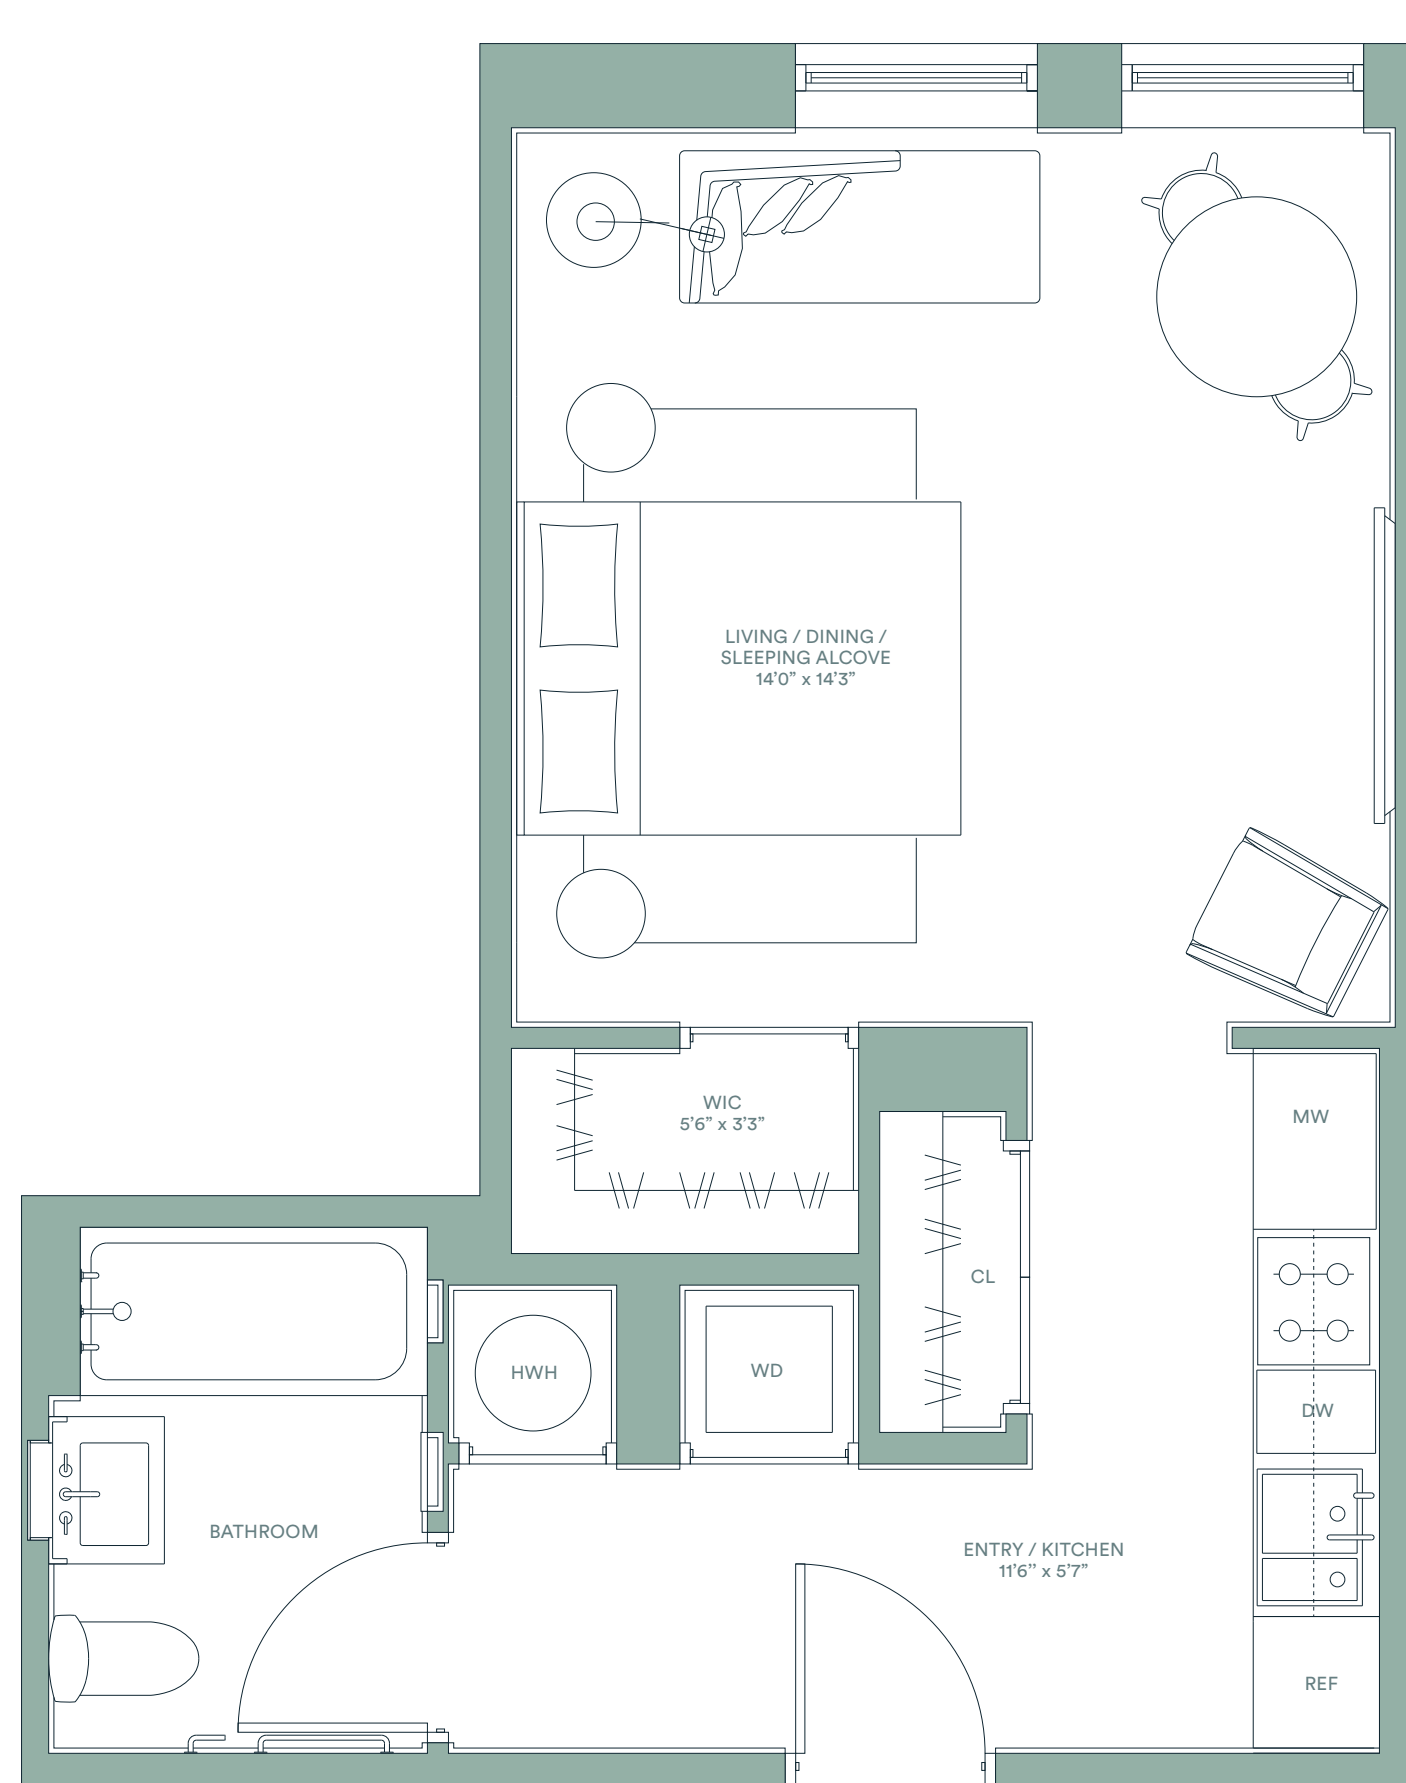 LIVING / DINING /
SLEEPING ALCOVE
14’0” x 14’3”
WIC
5’6” x 3’3”
MW
CL
HWH
WD
DW
BATHROOM
ENTRY / KITCHEN
11’6’’ x 5’7”
REF